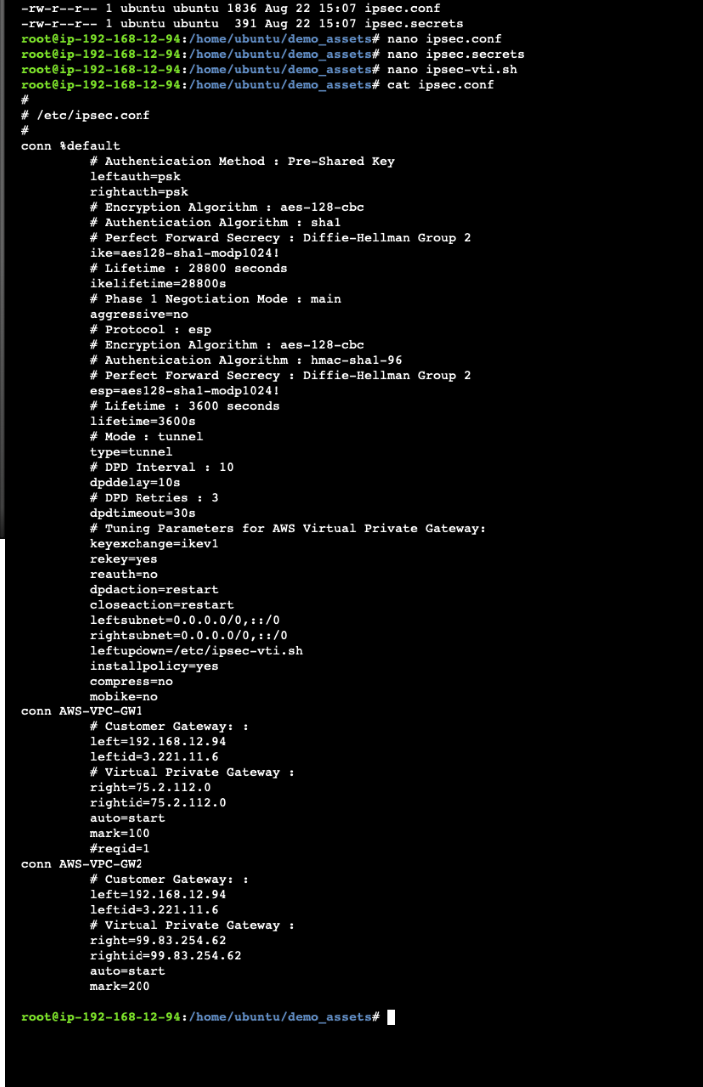 -rw-r--r-- 1 ubuntu ubuntu 1836 Aug 22 15:07 ipsec.conf
-rw-r--r-- 1 ubuntu ubuntu  391 Aug 22 15:07 ipsec.secrets
root@ip-192-168-12-94:/home/ubuntu/demo_assets# nano ipsec.conf
root@ip-192-168-12-94:/home/ubuntu/demo_assets# nano ipsec.secrets
root@ip-192-168-12-94:/home/ubuntu/demo_assets# nano ipsec-vti.sh
root@ip-192-168-12-94:/home/ubuntu/demo_assets# cat ipsec.conf
#
# /etc/ipsec.conf
#
conn %default
# Authentication Method : Pre-Shared Key
leftauth=psk
rightauth=psk
# Encryption Algorithm : aes-128-cbc
# Authentication Algorithm : sha1
# Perfect Forward Secrecy : Diffie-Hellman Group 2
ike=aes128-sha1-modp1024!
# Lifetime : 28800 seconds
ikelifetime=28800s
# Phase 1 Negotiation Mode : main
aggressive=no
# Protocol : esp
# Encryption Algorithm : aes-128-cbc
# Authentication Algorithm : hmac-sha1-96
# Perfect Forward Secrecy : Diffie-Hellman Group 2
esp=aes128-sha1-modp1024!
# Lifetime : 3600 seconds
lifetime=3600s
# Mode : tunnel
type=tunnel
# DPD Interval : 10
dpddelay=10s
# DPD Retries : 3
dpdtimeout=30s
# Tuning Parameters for AWS Virtual Private Gateway:
keyexchange=ikev1
rekey=yes
reauth=no
dpdaction=restart
closeaction=restart
leftsubnet=0.0.0.0/0,::/0
rightsubnet=0.0.0.0/0,::/0
leftupdown=/etc/ipsec-vti.sh
installpolicy=yes
compress=no
mobike=no
conn AWS-VPC-GW1
# Customer Gateway: :
left=192.168.12.94
leftid=3.221.11.6
# Virtual Private Gateway :
right=75.2.112.0
rightid=75.2.112.0
auto=start
mark=100
#reqid=1
conn AWS-VPC-GW2
# Customer Gateway: :
left=192.168.12.94
leftid=3.221.11.6
# Virtual Private Gateway :
right=99.83.254.62
rightid=99.83.254.62
auto=start
mark=200
root@ip-192-168-12-94:/home/ubuntu/demo_assets#